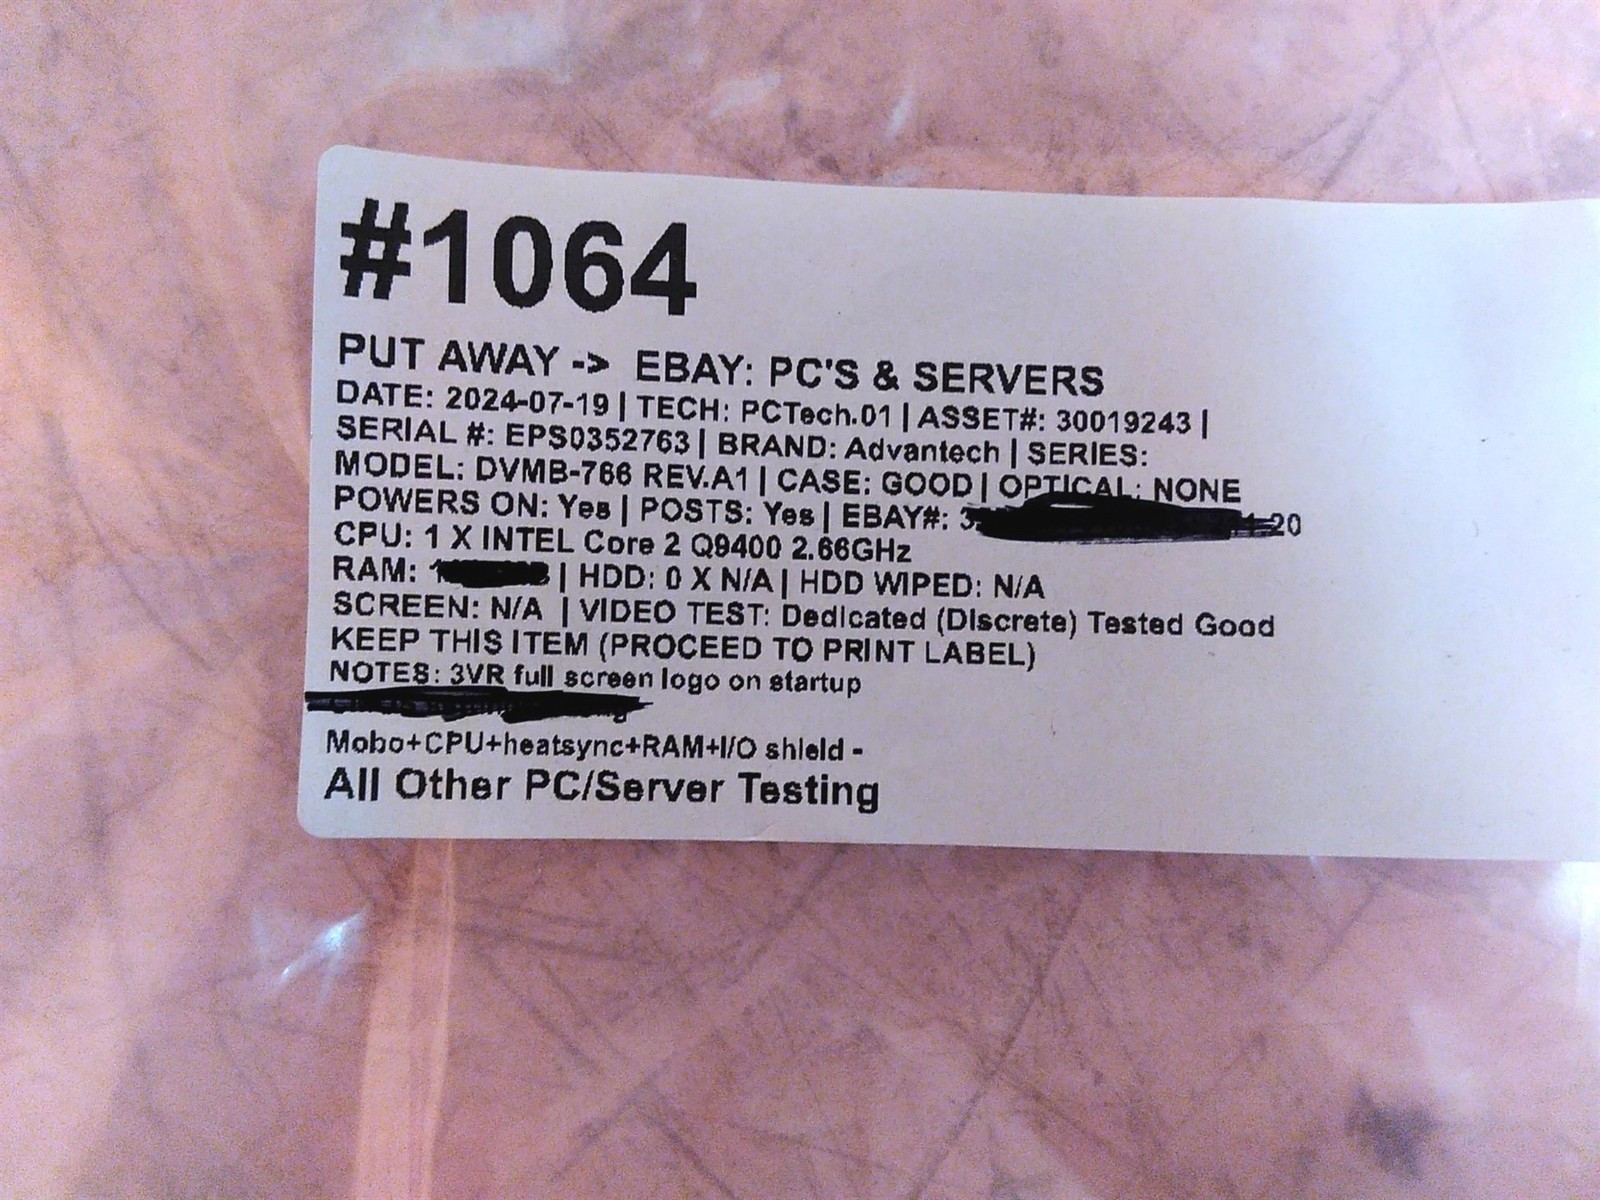 #1064
PUT AWAY -> EBAY: PC'S & SERVERS
DATE: 2024-07-19 | TECH: PCTech.01 | ASSET#: 30019243 |
SERIAL #: EPS0352763 | BRAND: Advantech | SERIES:
MODEL: DVMB-766 REV.A1 | CASE: GOOD | OPTICAL: NONE
POWERS ON: Yes | POSTS: Yes | EBAY#:
CPU: 1 X INTEL Core 2 Q9400 2.66GHz
RAM: | HDD: 0 X N/A | HDD WIPED: N/A
SCREEN: N/A | VIDEO TEST: Dedicated (Discrete) Tested Good
KEEP THIS ITEM (PROCEED TO PRINT LABEL)
NOTES: 3VR full screen logo on startup
Mobo+CPU+heatsync+RAM+I/O shield -
All Other PC/Server Testing